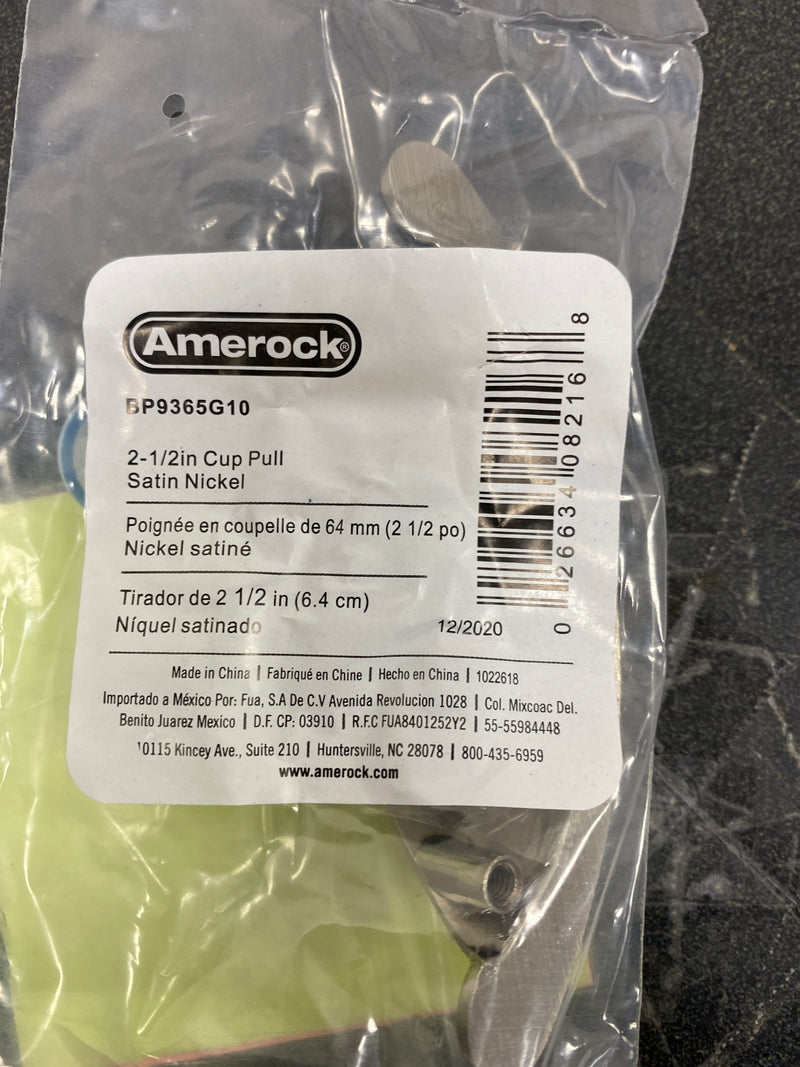 Amerock®
BP9365G10
2-1/2in Cup Pull
Satin Nickel
Poignée en coupelle de 64 mm (2 1/2 po)
Nickel satiné
Tirador de 2 1/2 in (6.4 cm)
Níquel satinado
12/2020
0 26634 08216 8
Made in China | Fabriqué en Chine | Hecho en China | 1022618
Importado a México Por: Fua, S.A De C.V Avenida Revolucion 1028 | Col. Mixcoac Del.
Benito Juarez Mexico | D.F. CP: 03910 | R.F.C FUA8401252Y2 | 55-55984448
10115 Kincey Ave., Suite 210 | Huntersville, NC 28078 | 800-435-6959
www.amerock.com